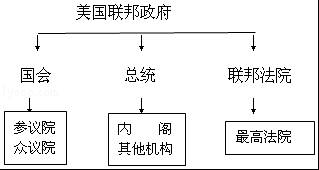 美国联邦政府
国会 总统 联邦法院
参议院
众议院
内 阁
其他机构
最高法院